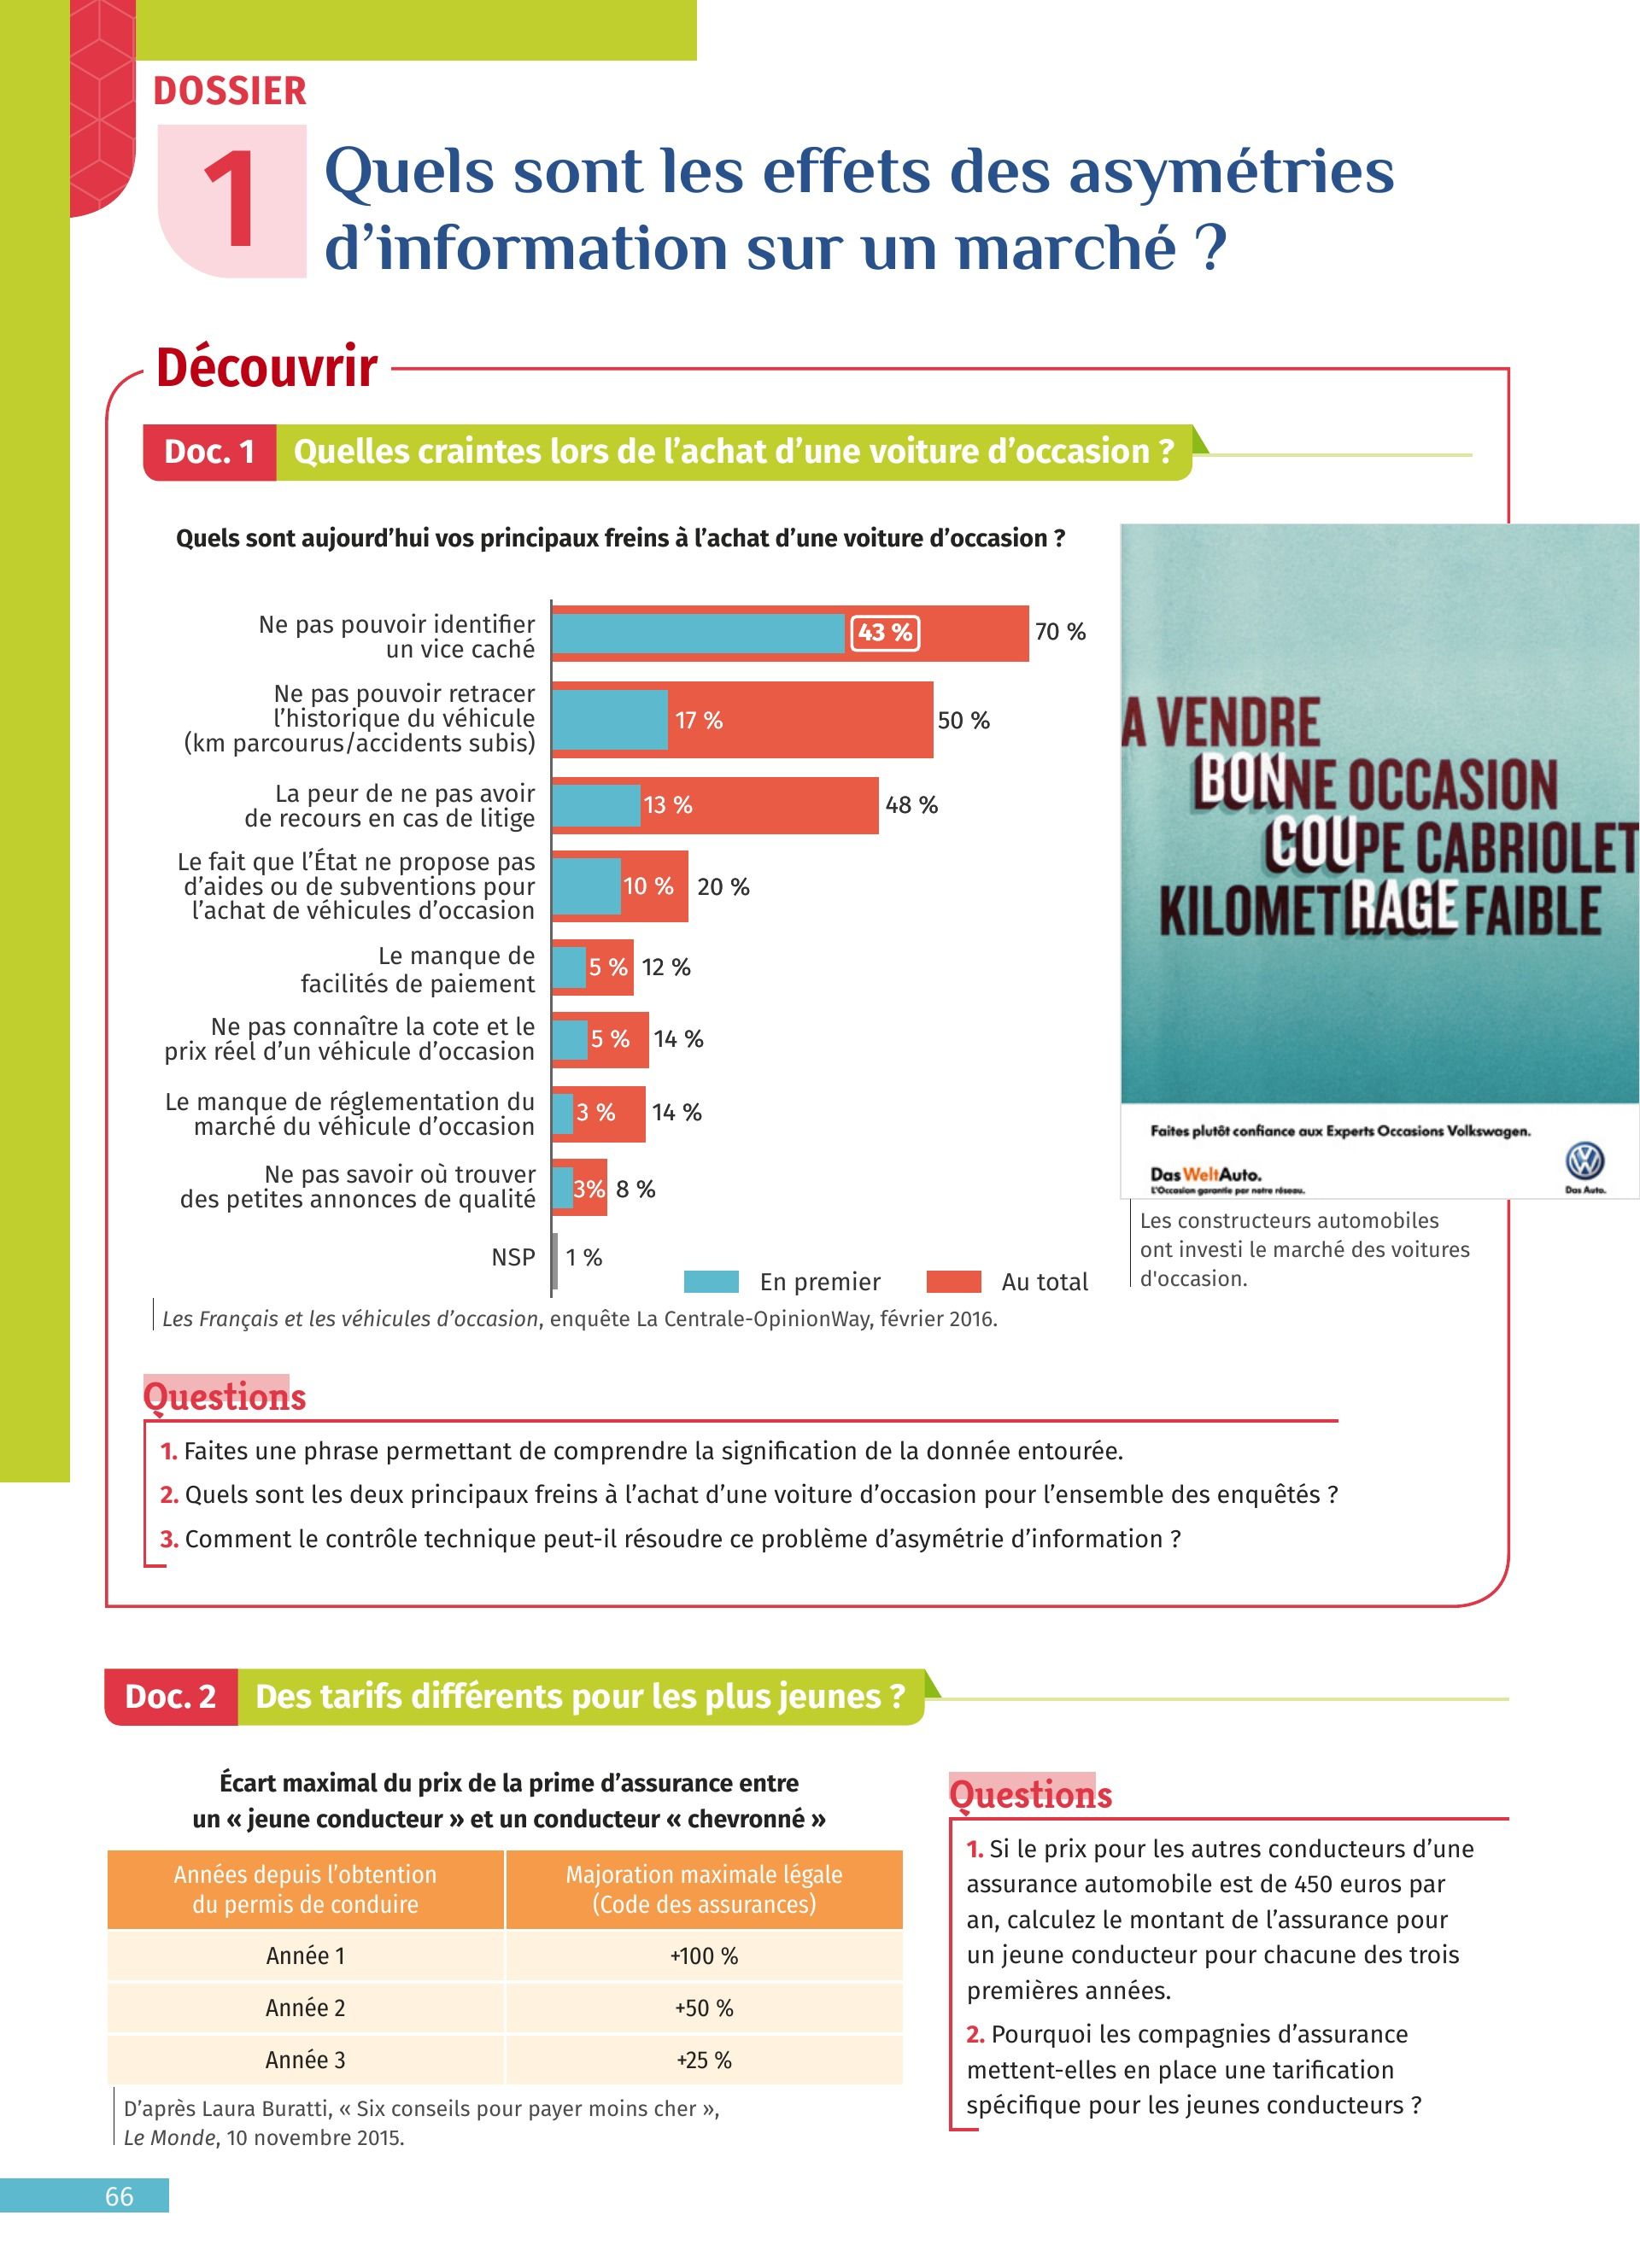 DOSSIER
1
Quels sont les effets des asymétries
d’information sur un marché ?
Découvrir
Doc. 1 Quelles craintes lors de l’achat d’une voiture d’occasion ?
Quels sont aujourd’hui vos principaux freins à l’achat d’une voiture d’occasion ?
Ne pas pouvoir identifier
un vice caché
43 % 70 %
Ne pas pouvoir retracer
l’historique du véhicule
(km parcourus/accidents subis)
17 % 50 %
La peur de ne pas avoir
de recours en cas de litige
13 % 48 %
Le fait que l’État ne propose pas
d’aides ou de subventions pour
l’achat de véhicules d’occasion
10 % 20 %
Le manque de
facilités de paiement
5 % 12 %
Ne pas connaître la cote et le
prix réel d’un véhicule d’occasion
5 % 14 %
Le manque de réglementation du
marché du véhicule d’occasion
3 % 14 %
Ne pas savoir où trouver
des petites annonces de qualité
3% 8 %
NSP 1 %
En premier Au total
Les Français et les véhicules d’occasion, enquête La Centrale-OpinionWay, février 2016.
A VENDRE
BONNE OCCASION
COUPE CABRIOLET
KILOMETRAGE FAIBLE
Faites plutôt confiance aux Experts Occasions Volkswagen.
Das WeltAuto.
L’Occasion garantie par notre réseau.
Das Auto.
Les constructeurs automobiles
ont investi le marché des voitures
d'occasion.
Questions
1. Faites une phrase permettant de comprendre la signification de la donnée entourée.
2. Quels sont les deux principaux freins à l’achat d’une voiture d’occasion pour l’ensemble des enquêtés ?
3. Comment le contrôle technique peut-il résoudre ce problème d’asymétrie d’information ?
Doc. 2 Des tarifs différents pour les plus jeunes ?
Écart maximal du prix de la prime d’assurance entre
un « jeune conducteur » et un conducteur « chevronné »
Années depuis l’obtention
du permis de conduire
Majoration maximale légale
(Code des assurances)
Année 1 +100 %
Année 2 +50 %
Année 3 +25 %
D’après Laura Buratti, « Six conseils pour payer moins cher »,
Le Monde, 10 novembre 2015.
Questions
1. Si le prix pour les autres conducteurs d’une
assurance automobile est de 450 euros par
an, calculez le montant de l’assurance pour
un jeune conducteur pour chacune des trois
premières années.
2. Pourquoi les compagnies d’assurance
mettent-elles en place une tarification
spécifique pour les jeunes conducteurs ?
66